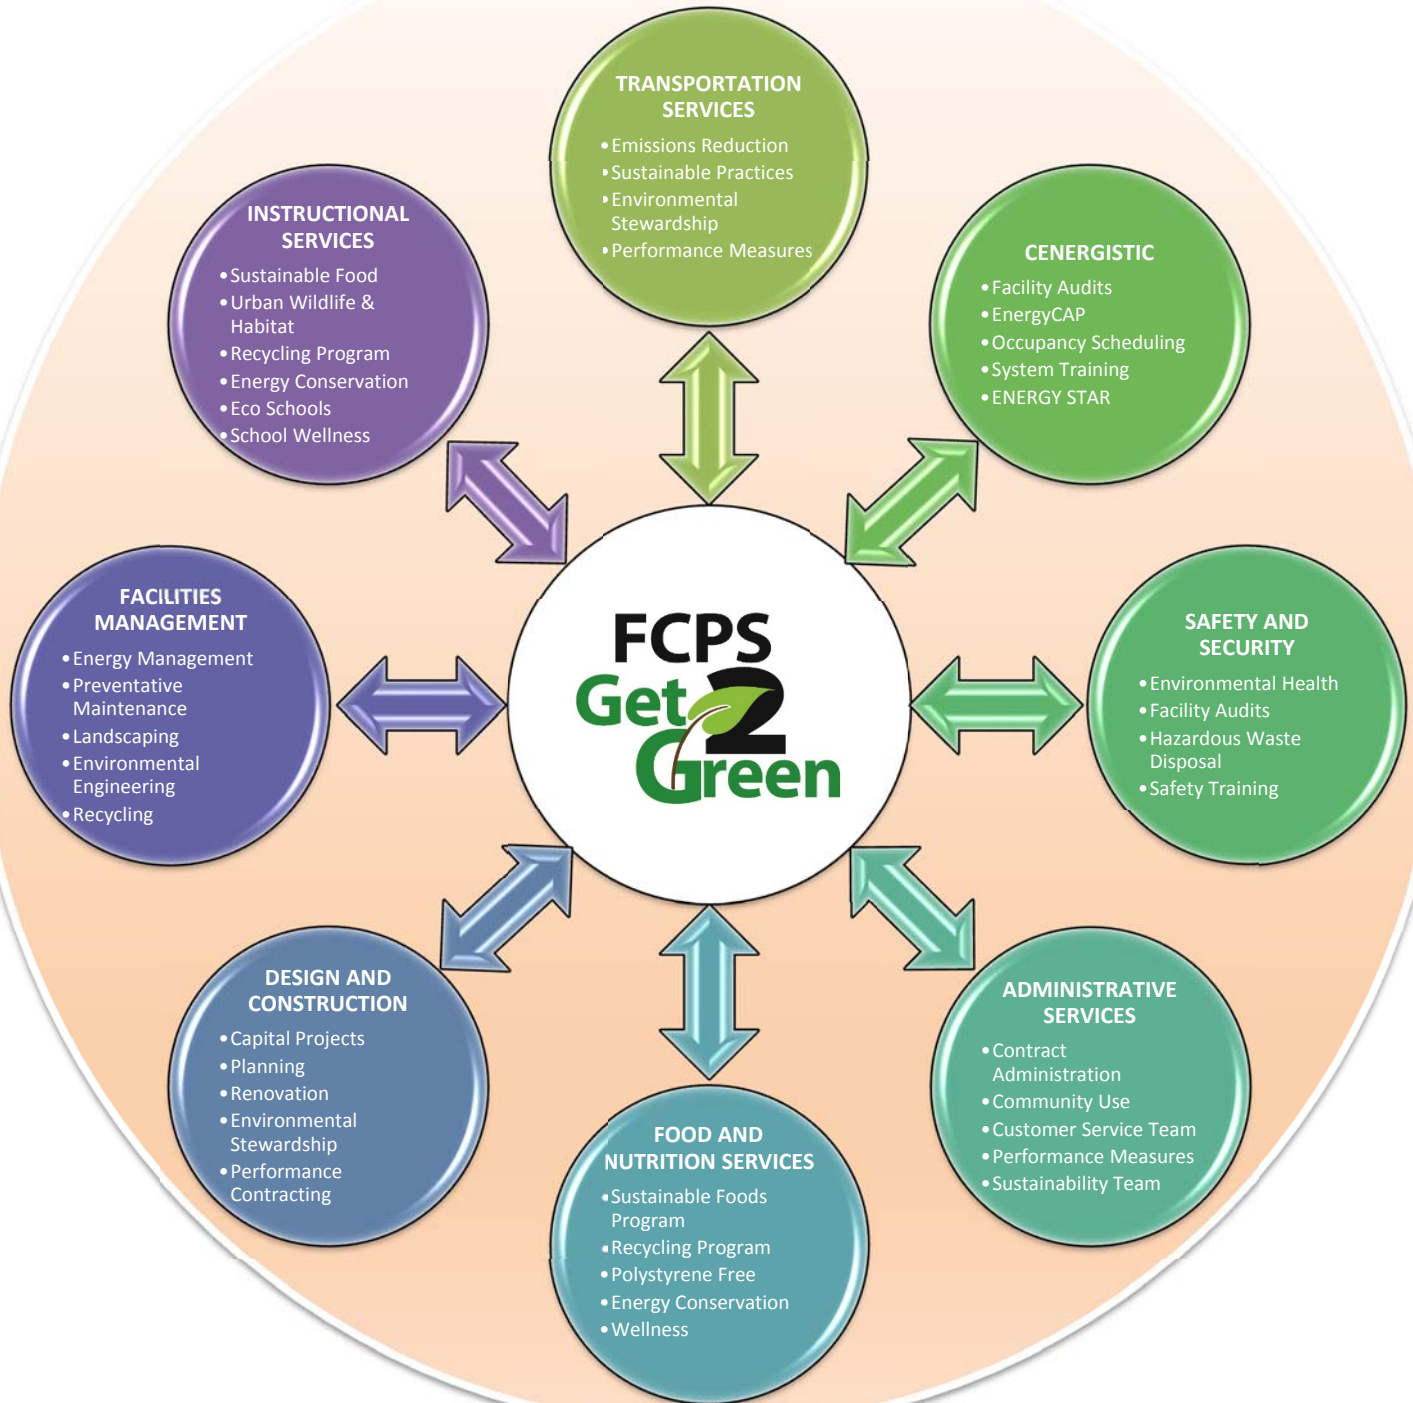 TRANSPORTATION
SERVICES
• Emissions Reduction
• Sustainable Practices
• Environmental
Stewardship
• Performance Measures
INSTRUCTIONAL
SERVICES
• Sustainable Food
• Urban Wildlife &
Habitat
• Recycling Program
• Energy Conservation
• Eco Schools
• School Wellness
CENERGISTIC
• Facility Audits
• EnergyCAP
• Occupancy Scheduling
• System Training
• ENERGY STAR
FACILITIES
MANAGEMENT
• Energy Management
• Preventative
Maintenance
• Landscaping
• Environmental
Engineering
• Recycling
FCPS
Get 2
Green
SAFETY AND
SECURITY
• Environmental Health
• Facility Audits
• Hazardous Waste
Disposal
• Safety Training
DESIGN AND
CONSTRUCTION
• Capital Projects
• Planning
• Renovation
• Environmental
Stewardship
• Performance
Contracting
FOOD AND
NUTRITION SERVICES
• Sustainable Foods
Program
• Recycling Program
• Polystyrene Free
• Energy Conservation
• Wellness
ADMINISTRATIVE
SERVICES
• Contract
Administration
• Community Use
• Customer Service Team
• Performance Measures
• Sustainability Team